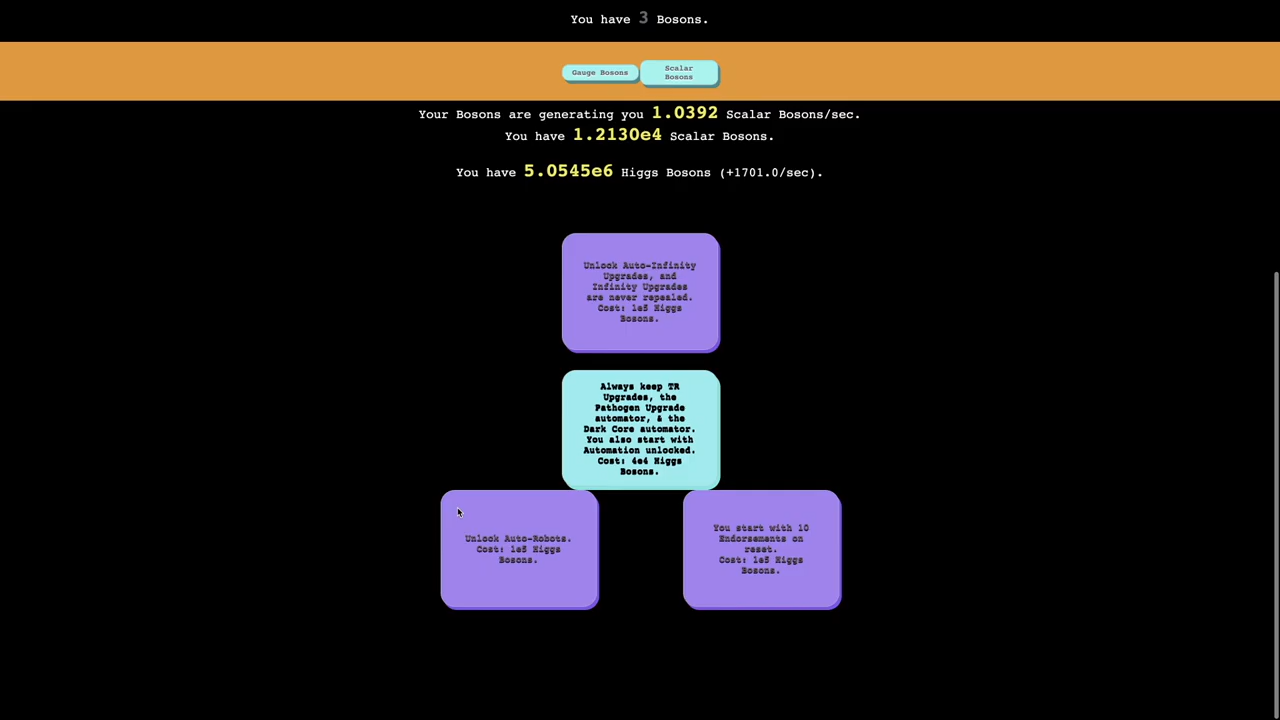 You have 3 Bosons.
Gauge Bosons
Scalar
Bosons
Your Bosons are generating you 1.0392 Scalar Bosons/sec.
You have 1.2130e4 Scalar Bosons.
You have 5.0545e6 Higgs Bosons (+1701.0/sec).
Unlock Auto-Infinity
Upgrades, and
Infinity Upgrades
are never repealed.
Cost: 1e5 Higgs
Bosons.
Always keep TR
Upgrades, the
Pathogen Upgrade
automator, & the
Dark Core automator.
You also start with
Automation unlocked.
Cost: 4e4 Higgs
Bosons.
Unlock Auto-Robots.
Cost: 1e5 Higgs
Bosons.
You start with 10
Endorsements on
reset.
Cost: 1e5 Higgs
Bosons.